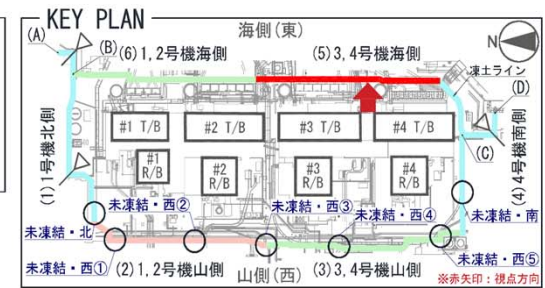 KEY PLAN
海側(東)
(A)
(B)
(6)1,2号機海側
(5)3,4号機海側
N
凍土ライン
(D)
#1 T/B
#2 T/B
#3 T/B
#4 T/B
(C)
(1)1号機北側
#1
R/B
#2
R/B
#3
R/B
#4
R/B
(4)4号機南側
未凍結・西②
未凍結・西③
未凍結・西④
未凍結・南
未凍結・北
未凍結・西①
未凍結・西⑤
(2)1,2号機山側
山側(西)
(3)3,4号機山側
※赤矢印:視点方向